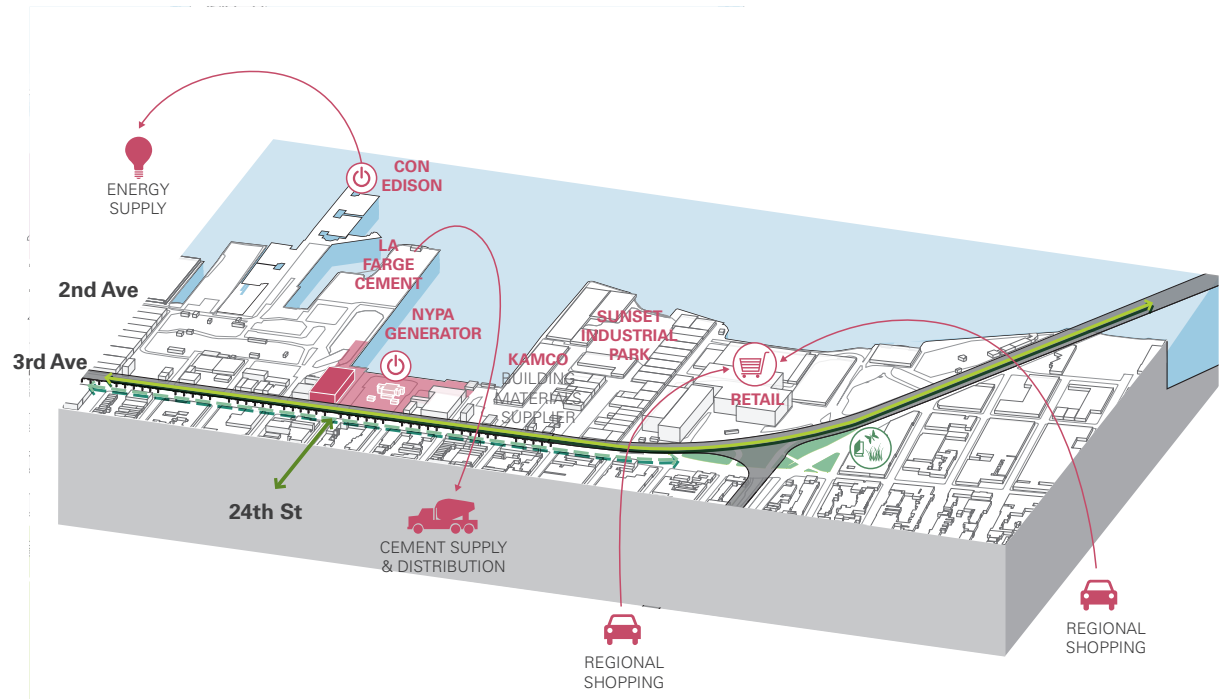 ENERGY
SUPPLY
CON
EDISON
LA
FARGE
CEMENT
2nd Ave
NYPA
GENERATOR
3rd Ave
KAMCO
BUILDING
MATERIALS
SUPPLIER
SUNSET
INDUSTRIAL
PARK
RETAIL
24th St
CEMENT SUPPLY
& DISTRIBUTION
REGIONAL
SHOPPING
REGIONAL
SHOPPING